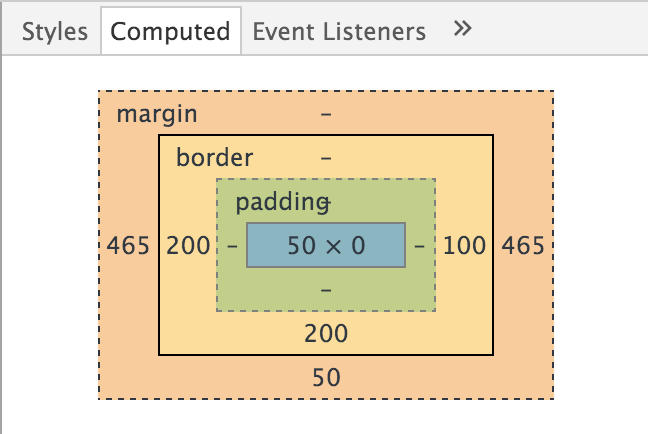 Styles Computed Event Listeners »
margin –
border –
padding –
465 200 – 50 × 0 – 100 465
–
200
50